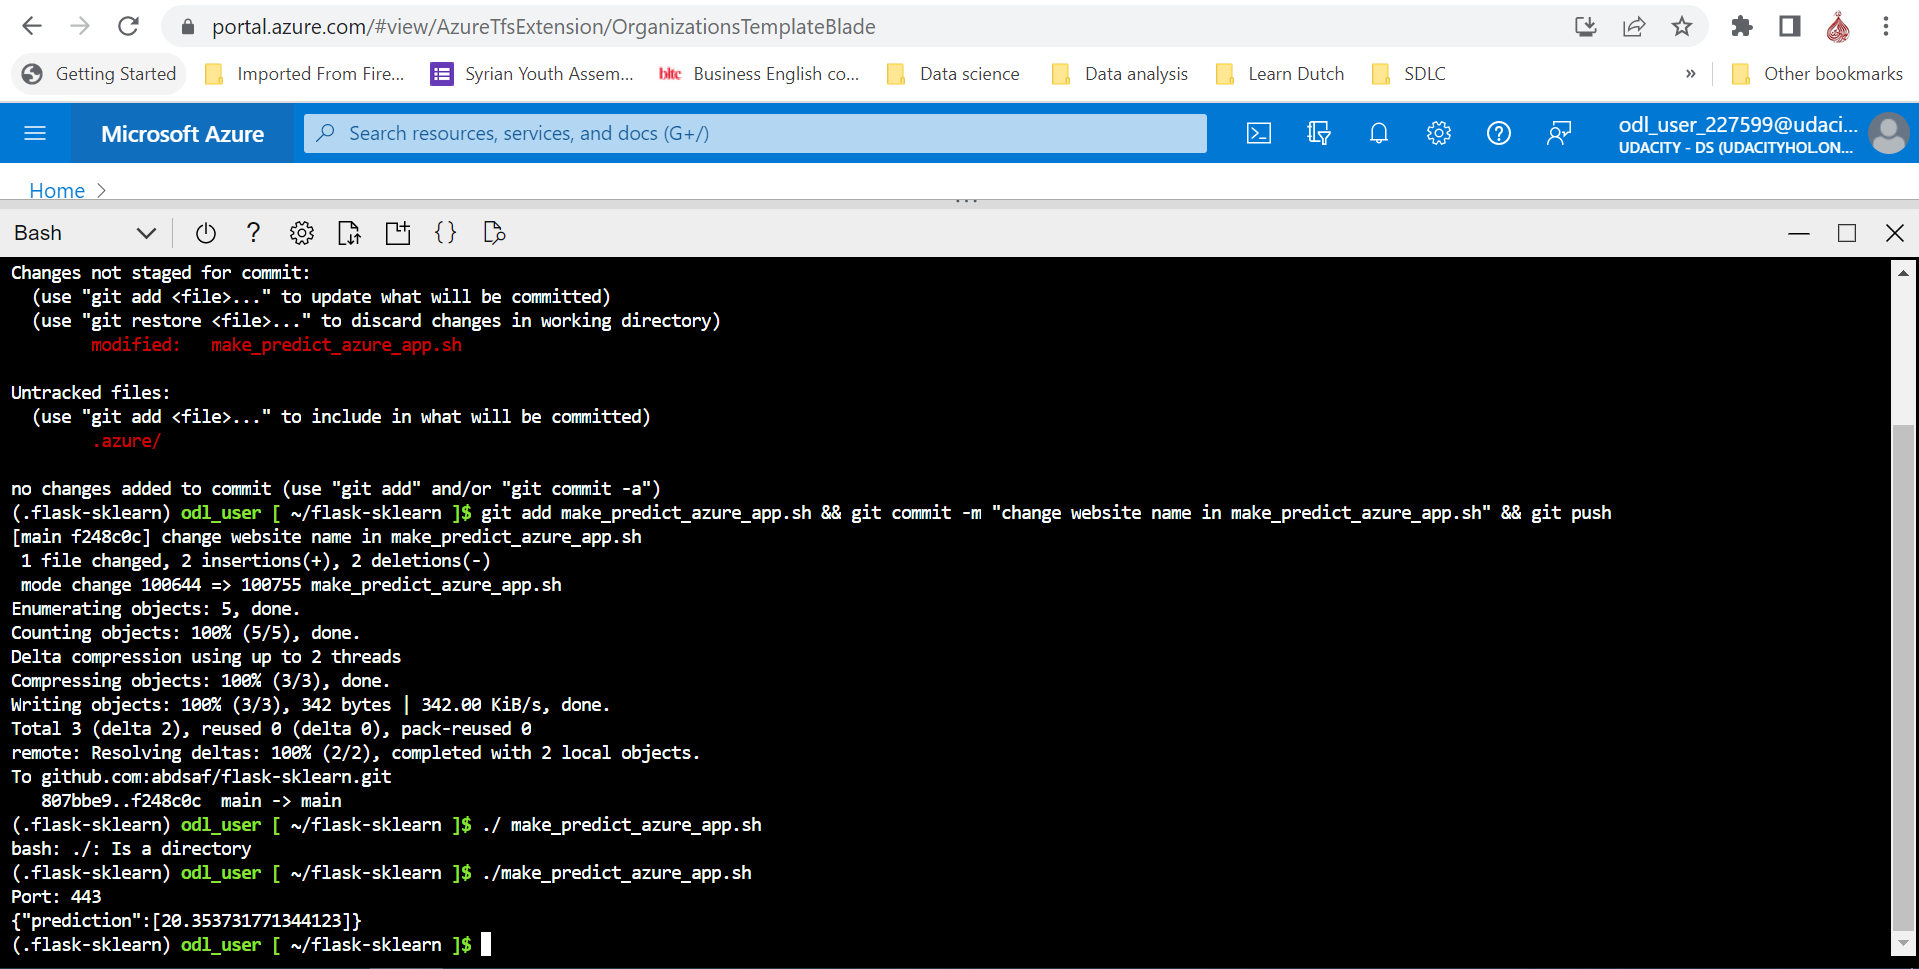 portal.azure.com/#view/AzureTfsExtension/OrganizationsTemplateBlade
Getting Started Imported From Fire... Syrian Youth Assem... bltc Business English co... Data science Data analysis Learn Dutch SDLC » Other bookmarks
Microsoft Azure Search resources, services, and docs (G+/) odl_user_227599@udaci...
UDACITY - DS (UDACITYHOL.ON...
Home >
Bash
Changes not staged for commit:
(use "git add <file>..." to update what will be committed)
(use "git restore <file>..." to discard changes in working directory)
modified: make_predict_azure_app.sh
Untracked files:
(use "git add <file>..." to include in what will be committed)
.azure/
no changes added to commit (use "git add" and/or "git commit -a")
(.flask-sklearn) odl_user [ ~/flask-sklearn ]$ git add make_predict_azure_app.sh && git commit -m "change website name in make_predict_azure_app.sh" && git push
[main f248c0c] change website name in make_predict_azure_app.sh
1 file changed, 2 insertions(+), 2 deletions(-)
mode change 100644 => 100755 make_predict_azure_app.sh
Enumerating objects: 5, done.
Counting objects: 100% (5/5), done.
Delta compression using up to 2 threads
Compressing objects: 100% (3/3), done.
Writing objects: 100% (3/3), 342 bytes | 342.00 KiB/s, done.
Total 3 (delta 2), reused 0 (delta 0), pack-reused 0
remote: Resolving deltas: 100% (2/2), completed with 2 local objects.
To github.com:abdsaf/flask-sklearn.git
807bbe9..f248c0c main -> main
(.flask-sklearn) odl_user [ ~/flask-sklearn ]$ ./ make_predict_azure_app.sh
bash: ./: Is a directory
(.flask-sklearn) odl_user [ ~/flask-sklearn ]$ ./make_predict_azure_app.sh
Port: 443
{"prediction":[20.353731771344123]}
(.flask-sklearn) odl_user [ ~/flask-sklearn ]$